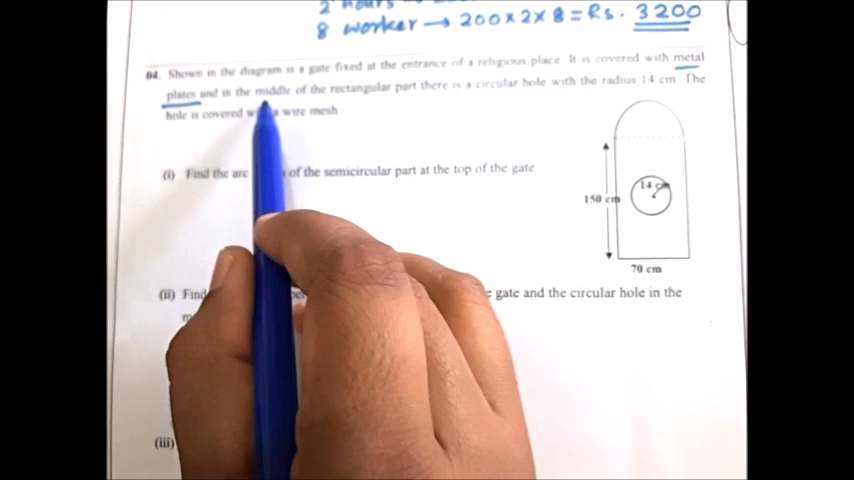 2 hours
8 worker → 200 × 2 × 8 = Rs. 3200
04. Shown in the diagram is a gate fixed at the entrance of a religious place. It is covered with metal
plates and in the middle of the rectangular part there is a circular hole with the radius 14 cm The
hole is covered a wire mesh
(i) Find the arc of the semicircular part at the top of the gate
14 cm
150 cm
70 cm
(ii) Find gate and the circular hole in the
(iii)